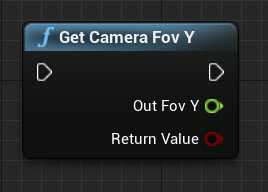 f Get Camera Fov Y
Out Fov Y
Return Value